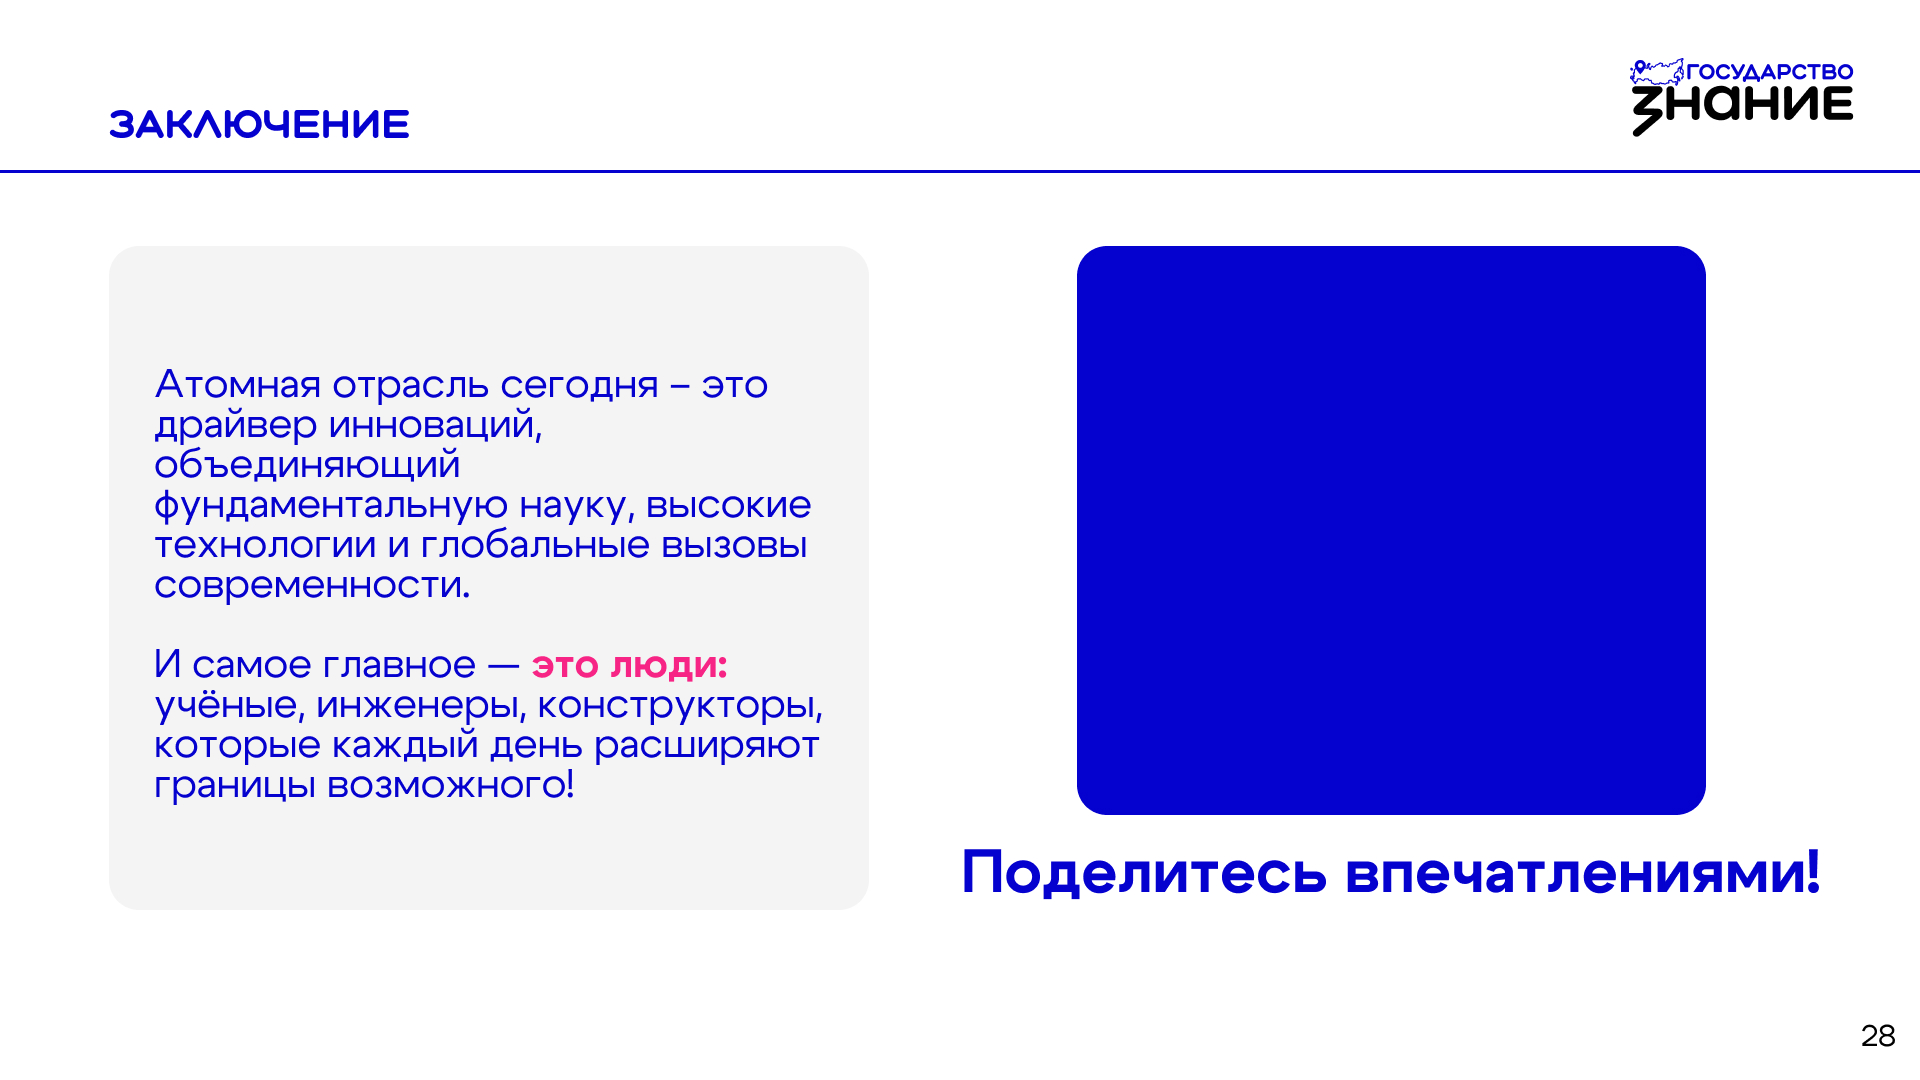 ЗАКЛЮЧЕНИЕ
ГОСУДАРСТВО
ЗНАНИЕ
Атомная отрасль сегодня – это
драйвер инноваций,
объединяющий
фундаментальную науку, высокие
технологии и глобальные вызовы
современности.
И самое главное — это люди:
учёные, инженеры, конструкторы,
которые каждый день расширяют
границы возможного!
Поделитесь впечатлениями!
28